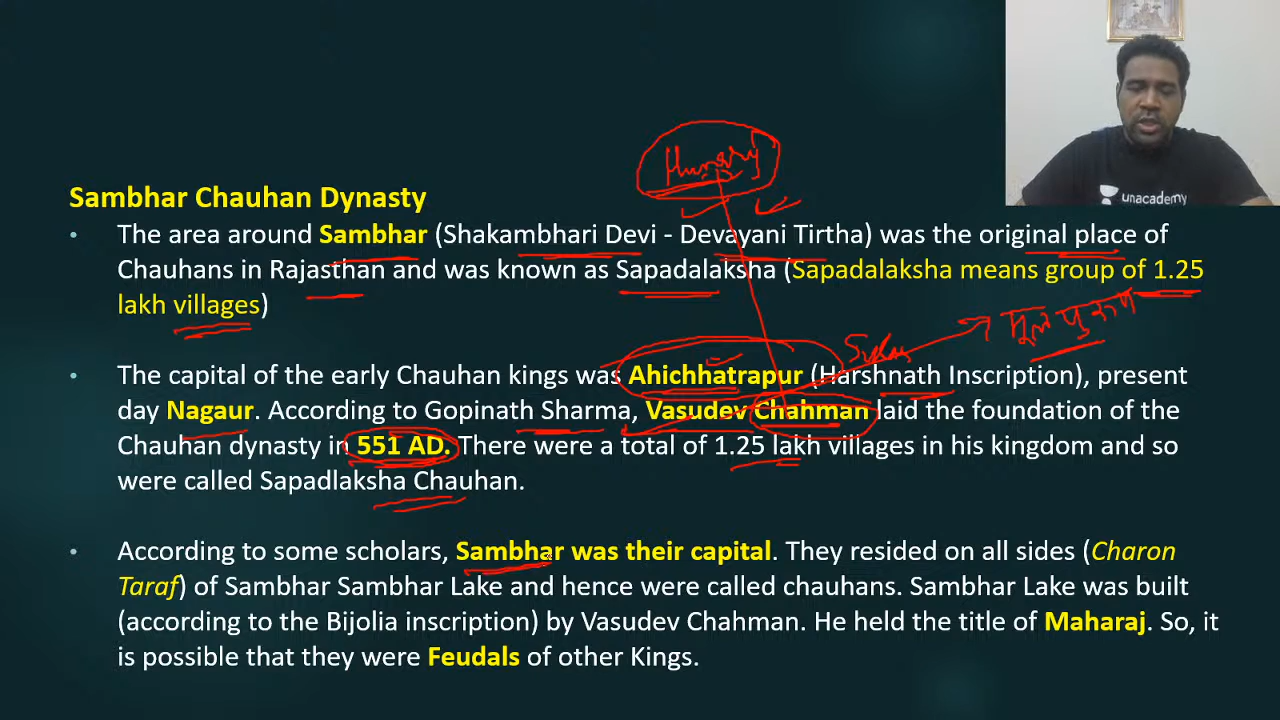 unacademy
Hungry
Sambhar Chauhan Dynasty
• The area around Sambhar (Shakambhari Devi - Devayani Tirtha) was the original place of
Chauhans in Rajasthan and was known as Sapadalaksha (Sapadalaksha means group of 1.25
lakh villages)
मूल पुरुष
• The capital of the early Chauhan kings was Ahichhatrapur (Harshnath Inscription), present
day Nagaur. According to Gopinath Sharma, Vasudev Chahman laid the foundation of the
Chauhan dynasty in 551 AD. There were a total of 1.25 lakh villages in his kingdom and so
were called Sapadlaksha Chauhan.
• According to some scholars, Sambhar was their capital. They resided on all sides (Charon
Taraf) of Sambhar Sambhar Lake and hence were called chauhans. Sambhar Lake was built
(according to the Bijolia inscription) by Vasudev Chahman. He held the title of Maharaj. So, it
is possible that they were Feudals of other Kings.